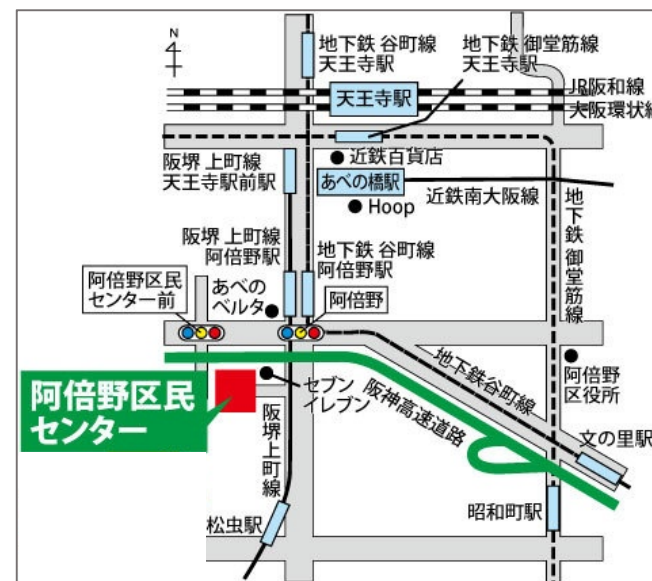 N
地下鉄 谷町線
天王寺駅
地下鉄 御堂筋線
天王寺駅
JR阪和線
大阪環状線
天王寺駅
近鉄百貨店
阪堺 上町線
天王寺駅前駅
あべの橋駅
近鉄南大阪線
Hoop
地下鉄 御堂筋線
阪堺 上町線
阿倍野駅
地下鉄 谷町線
阿倍野駅
阿倍野区民
センター前
あべの
ベルタ
阿倍野
地下鉄谷町線
阿倍野
区役所
阿倍野区民
センター
セブン
イレブン
阪神高速道路
阪堺上町線
文の里駅
昭和町駅
松虫駅